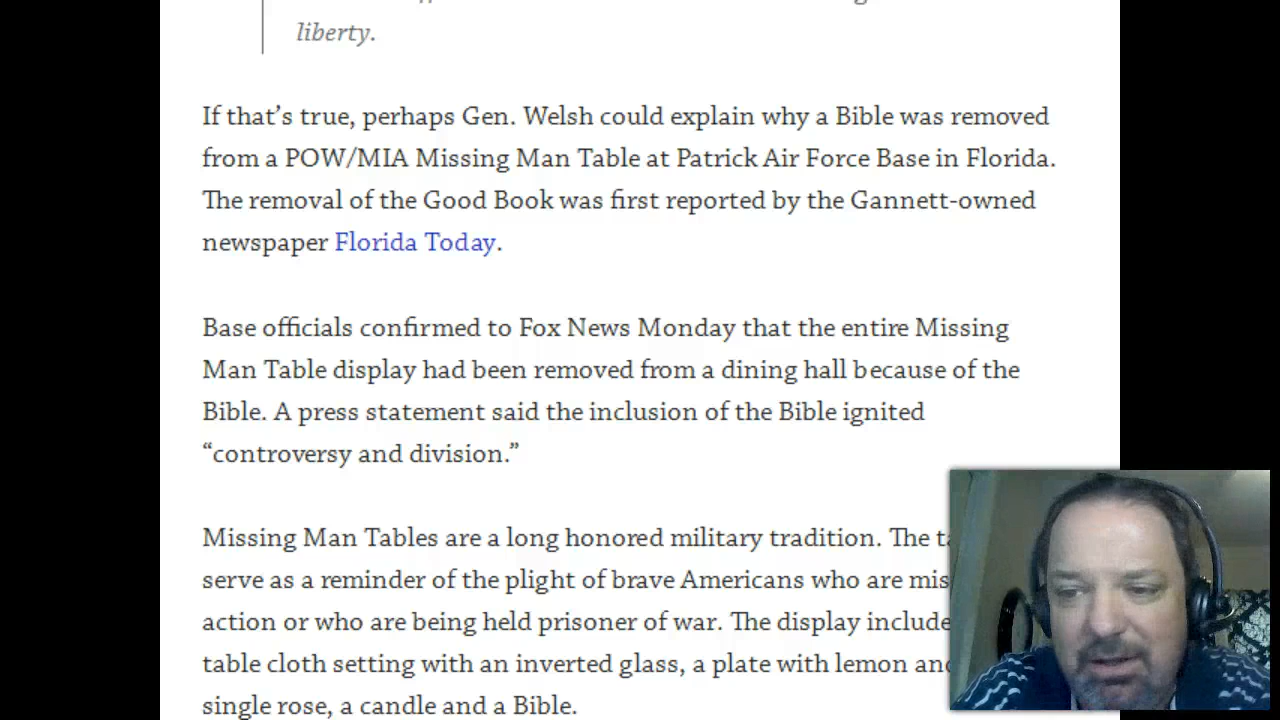 liberty.
If that’s true, perhaps Gen. Welsh could explain why a Bible was removed
from a POW/MIA Missing Man Table at Patrick Air Force Base in Florida.
The removal of the Good Book was first reported by the Gannett-owned
newspaper Florida Today.
Base officials confirmed to Fox News Monday that the entire Missing
Man Table display had been removed from a dining hall because of the
Bible. A press statement said the inclusion of the Bible ignited
“controversy and division.”
Missing Man Tables are a long honored military tradition. The
serve as a reminder of the plight of brave Americans who are
action or who are being held prisoner of war. The display
table cloth setting with an inverted glass, a plate with lemon
single rose, a candle and a Bible.